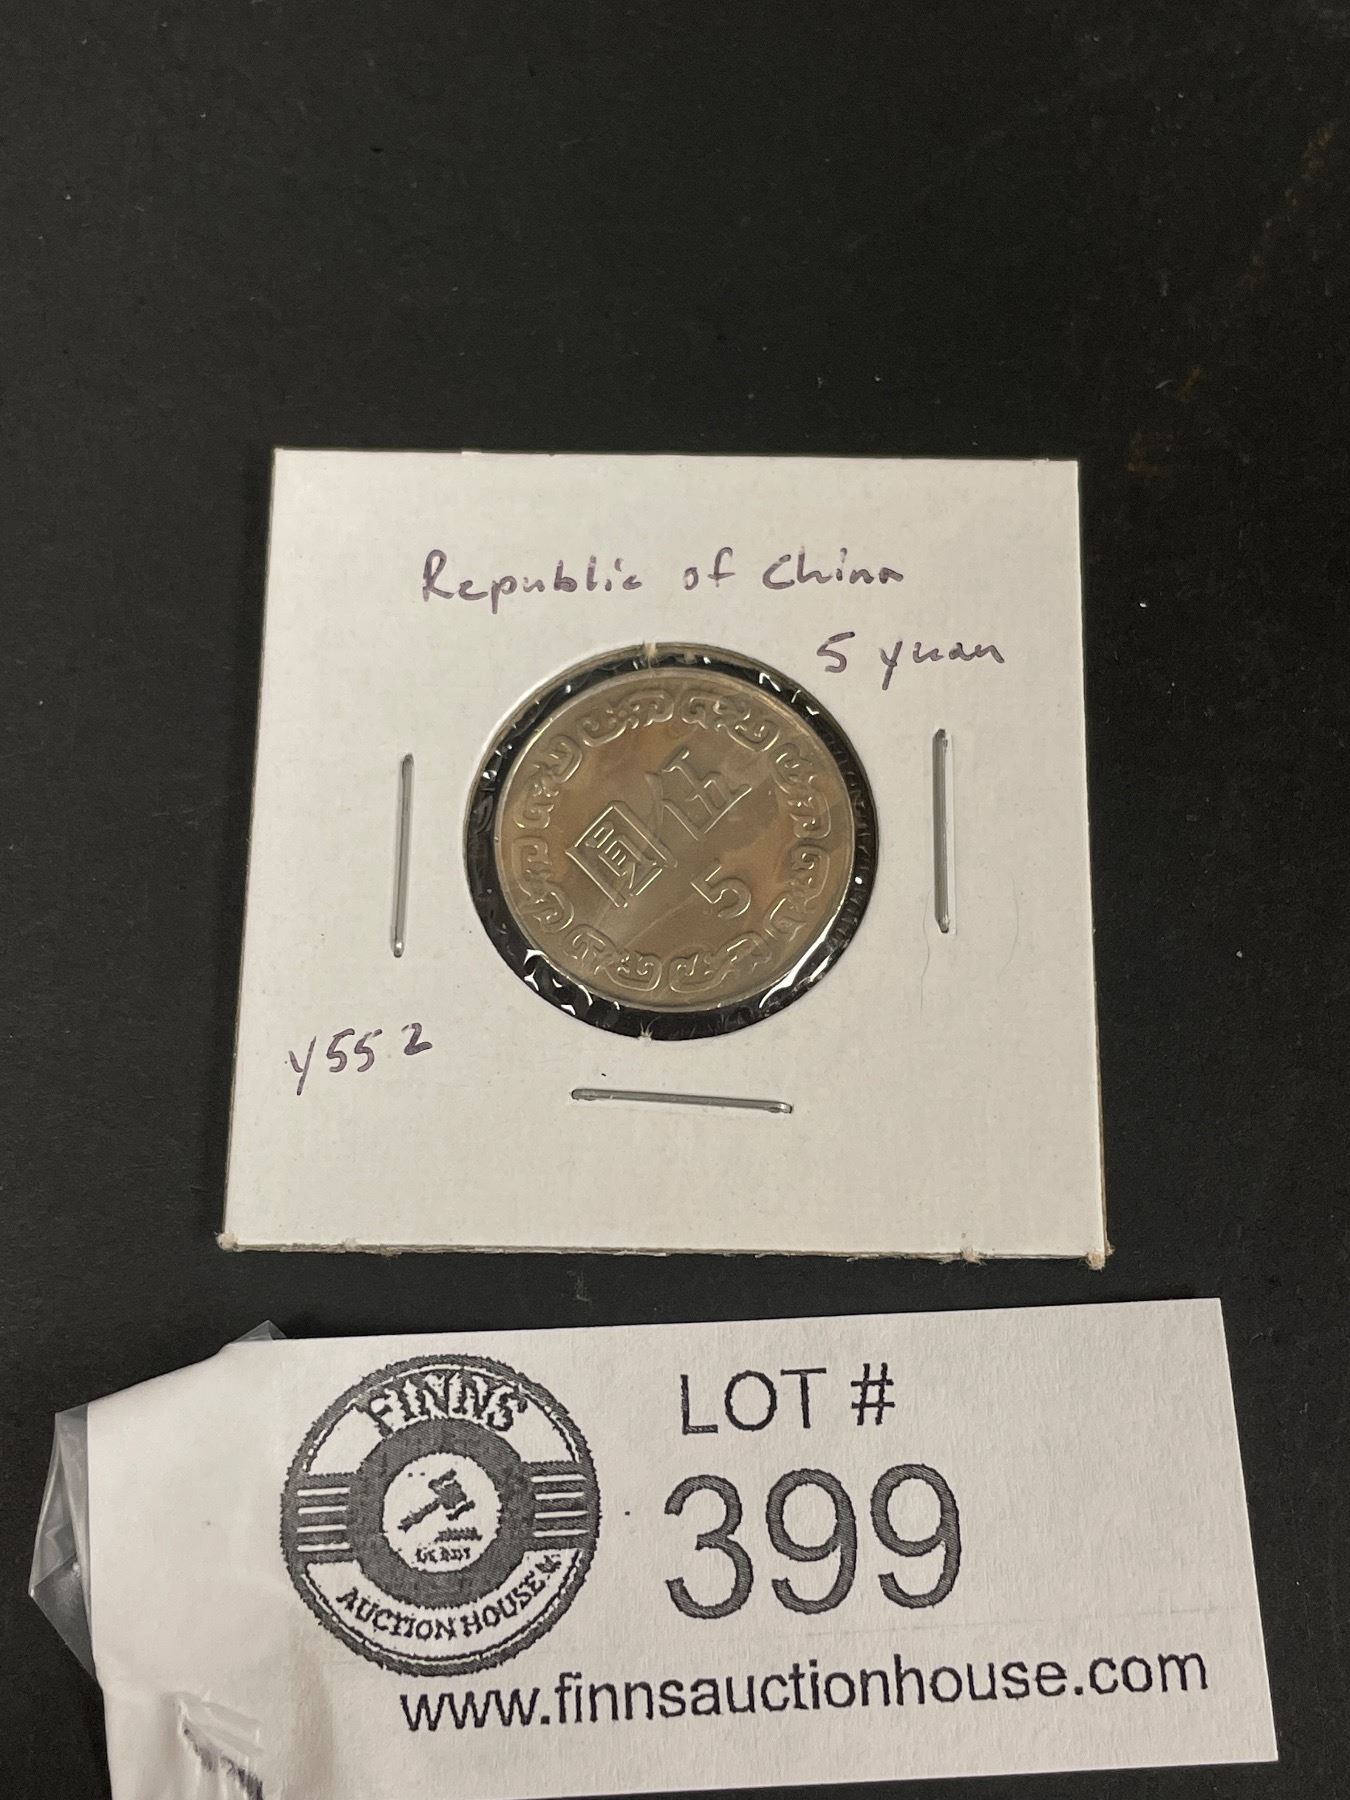 Republic of China
5 yuan
伍圓
5
Y552
FINNS
AUCTION HOUSE
LOT #
399
www.finnsauctionhouse.com